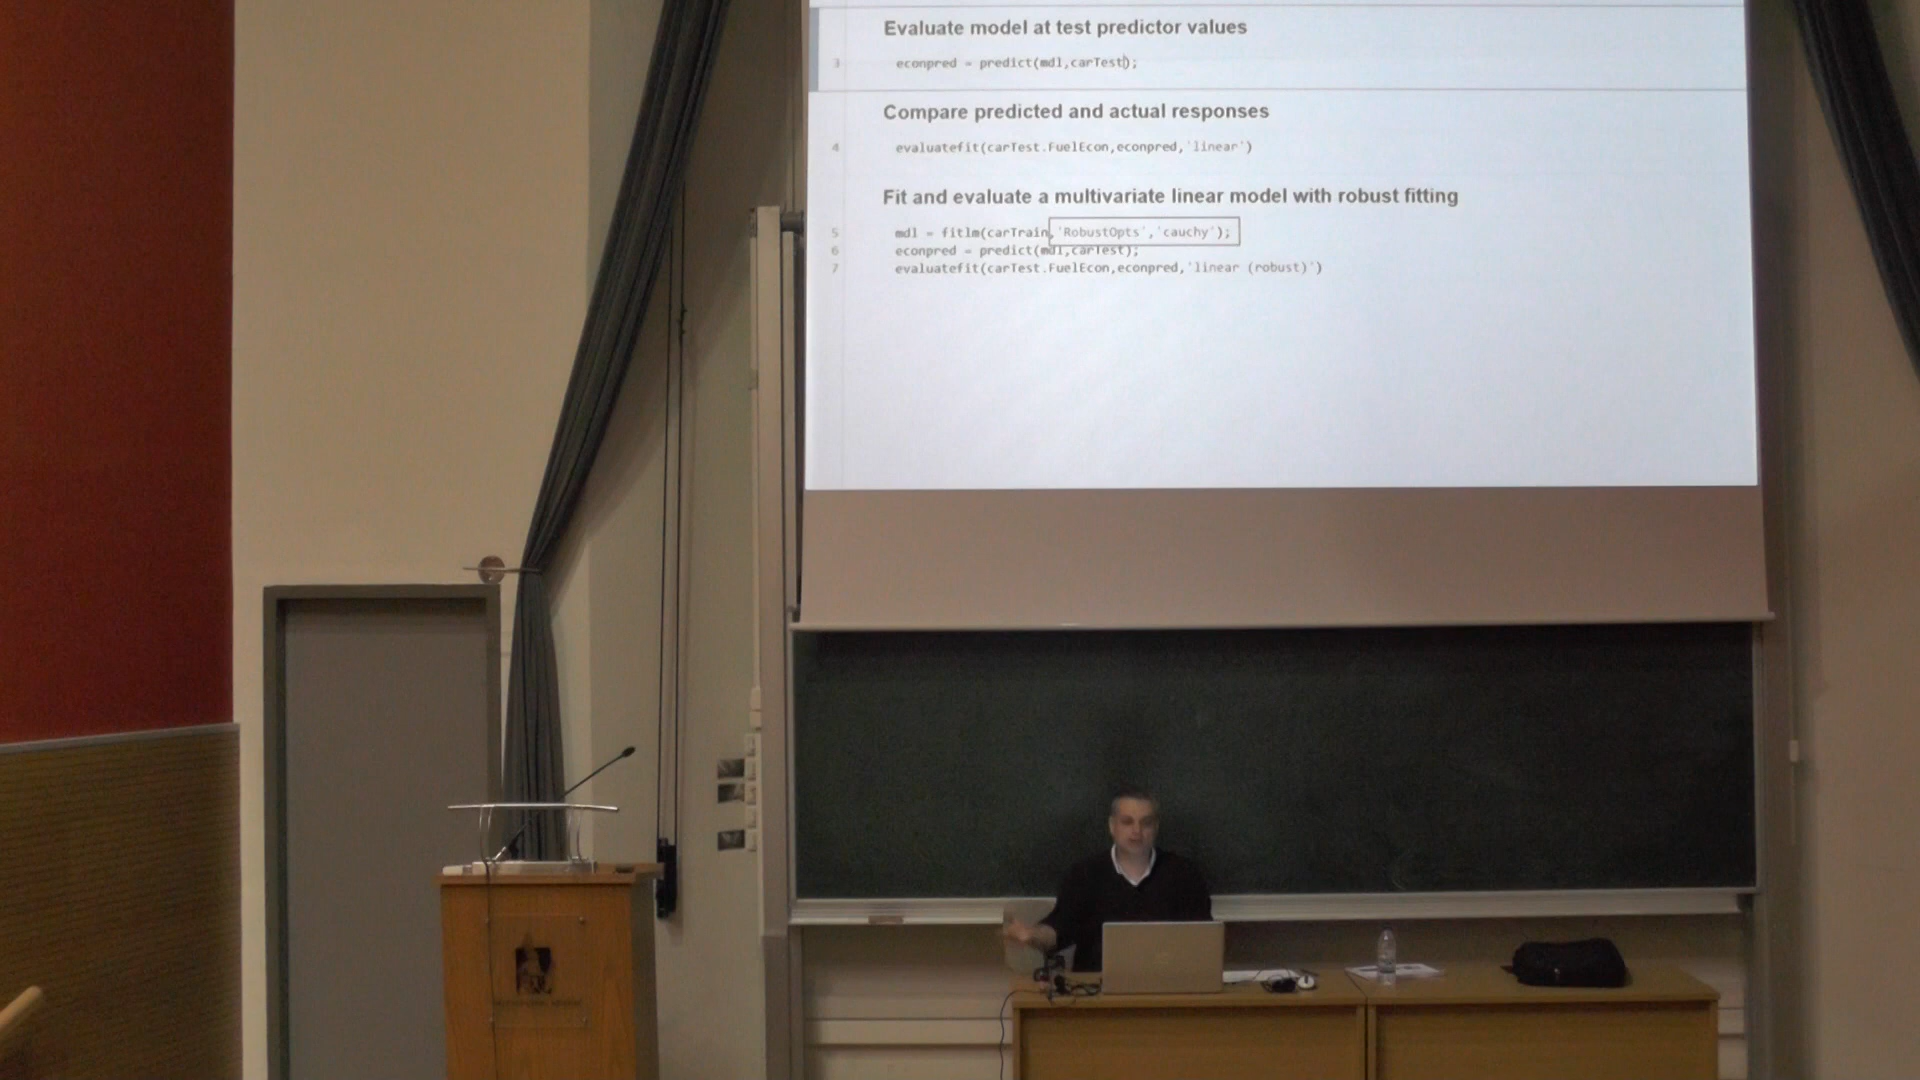 Evaluate model at test predictor values
3 econpred = predict(mdl,carTest);
Compare predicted and actual responses
4 evaluatefit(carTest.FuelEcon,econpred,'linear')
Fit and evaluate a multivariate linear model with robust fitting
5 mdl = fitlm(carTrain,'RobustOpts','cauchy');
6 econpred = predict(mdl,carTest);
7 evaluatefit(carTest.FuelEcon,econpred,'linear (robust)')